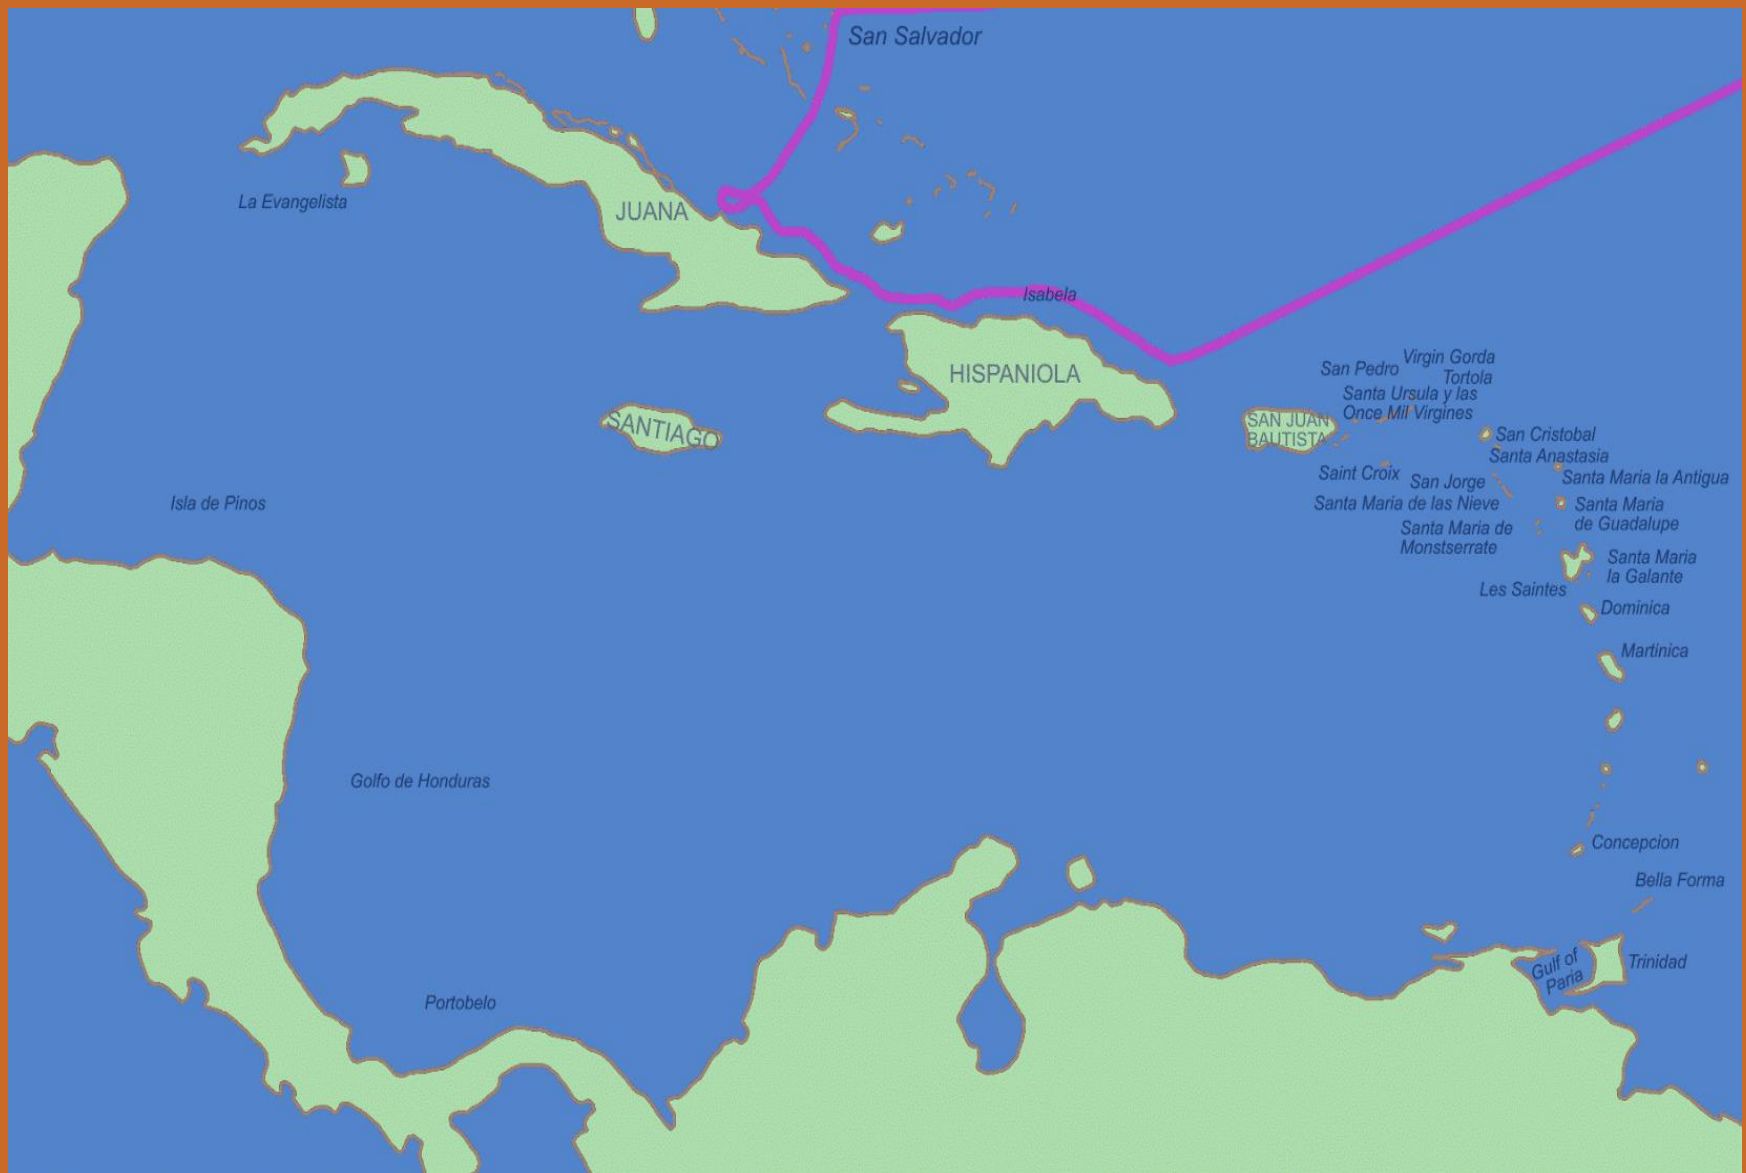 San Salvador
La Evangelista
JUANA
Isabela
HISPANIOLA
SANTIAGO
SAN JUAN
BAUTISTA
Virgin Gorda
San Pedro
Tortola
Santa Ursula y las
Once Mil Virgines
San Cristobal
Santa Anastasia
Saint Croix
San Jorge
Santa Maria la Antigua
Santa Maria de las Nieve
Santa Maria
de Guadalupe
Santa Maria de
Monstserrate
Santa Maria
la Galante
Les Saintes
Dominica
Martinica
Isla de Pinos
Golfo de Honduras
Concepcion
Bella Forma
Gulf of
Paria
Trinidad
Portobelo